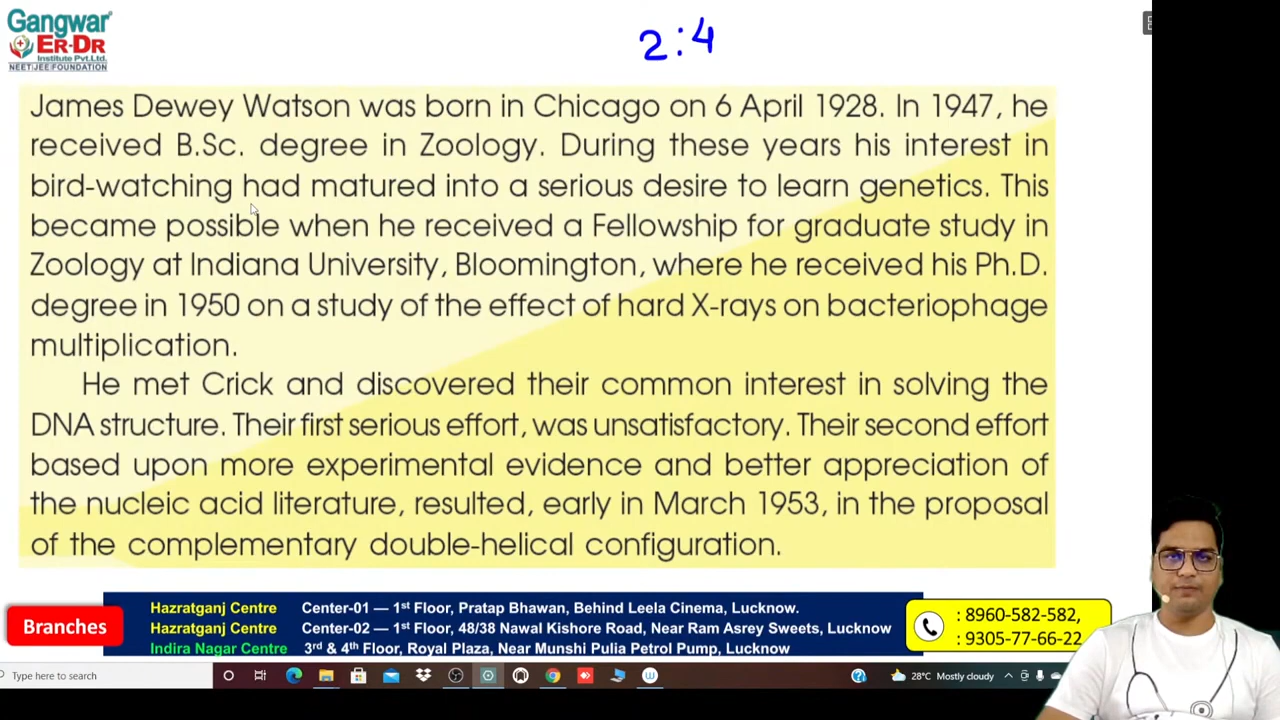 Gangwar
ER-DR
Institute Pvt.Ltd.
NEET|JEE|FOUNDATION
2:4
James Dewey Watson was born in Chicago on 6 April 1928. In 1947, he
received B.Sc. degree in Zoology. During these years his interest in
bird-watching had matured into a serious desire to learn genetics. This
became possible when he received a Fellowship for graduate study in
Zoology at Indiana University, Bloomington, where he received his Ph.D.
degree in 1950 on a study of the effect of hard X-rays on bacteriophage
multiplication.
He met Crick and discovered their common interest in solving the
DNA structure. Their first serious effort, was unsatisfactory. Their second effort
based upon more experimental evidence and better appreciation of
the nucleic acid literature, resulted, early in March 1953, in the proposal
of the complementary double-helical configuration.
Branches
Hazratganj Centre Center-01 — 1st Floor, Pratap Bhawan, Behind Leela Cinema, Lucknow.
Hazratganj Centre Center-02 — 1st Floor, 48/38 Nawal Kishore Road, Near Ram Asrey Sweets, Lucknow
Indira Nagar Centre 3rd & 4th Floor, Royal Plaza, Near Munshi Pulia Petrol Pump, Lucknow
: 8960-582-582,
: 9305-77-66-22
Type here to search
28°C Mostly cloudy